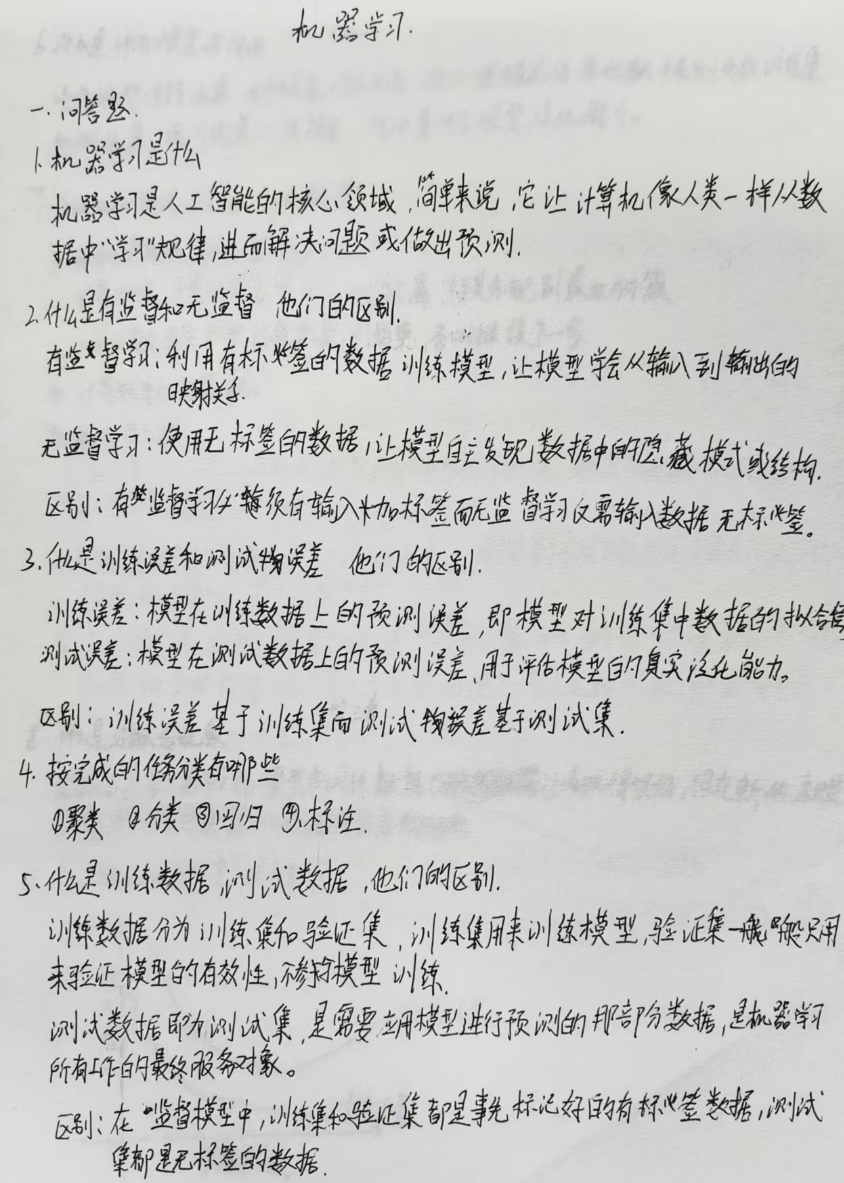 机器学习.
一.问答题.
1.机器学习是什么
机器学习是人工智能的核心领域,简单来说,它让计算机像人类一样从数
据中“学习”规律,进而解决问题或做出预测.
2.什么是有监督和无监督 他们的区别.
有监督学习:利用有标签的数据训练模型,让模型学会从输入到输出的
映射关系.
无监督学习:使用无标签的数据,让模型自主发现数据中的隐藏模式或结构.
区别:有监督学习必须有输入加标签而无监督学习仅需输入数据 无标签。
3.什么是训练误差和测试误差 他们的区别.
训练误差:模型在训练数据上的预测误差,即模型对训练集中数据的拟合
测试误差:模型在测试数据上的预测误差,用于评估模型的真实泛化能力。
区别:训练误差基于训练集而测试误差基于测试集.
4.按完成的任务分类有哪些
①聚类 ②分类 ③回归 ④标注.
5.什么是训练数据,测试数据,他们的区别.
训练数据分为训练集和验证集,训练集用来训练模型,验证集一般只用
来验证模型的有效性,不参与模型训练.
测试数据即为测试集,是需要应用模型进行预测的那部分数据,是机器学习
所有工作的最终服务对象。
区别:在监督模型中,训练集和验证集都是事先标记好的有标签数据,测试
集都是无标签的数据.